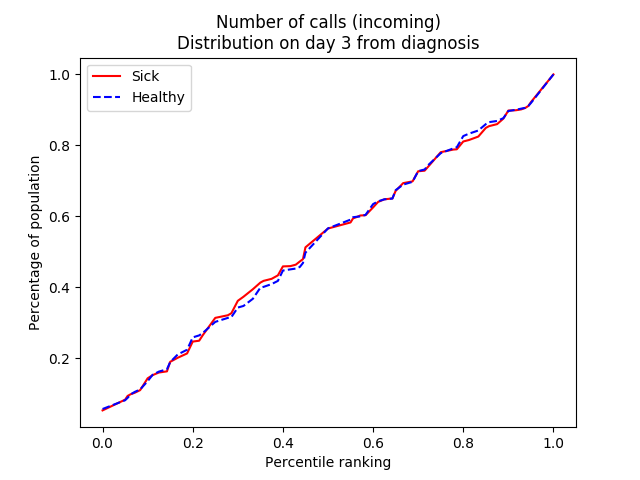 Number of calls (incoming)
Distribution on day 3 from diagnosis
Sick
Healthy
Percentage of population
1.0
0.8
0.6
0.4
0.2
0.0 0.2 0.4 0.6 0.8 1.0
Percentile ranking